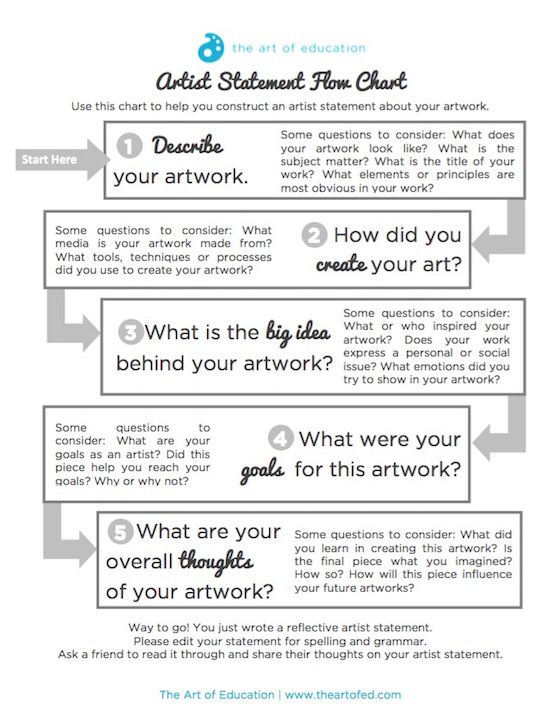 the art of education
Artist Statement Flow Chart
Use this chart to help you construct an artist statement about your artwork.
Start Here
1 Describe
your artwork.
Some questions to consider: What does
your artwork look like? What is the
subject matter? What is the title of your
work? What elements or principles are
most obvious in your work?
Some questions to consider: What
media is your artwork made from?
What tools, techniques or processes
did you use to create your artwork?
2 How did you
create your art?
3 What is the big idea
behind your artwork?
Some questions to consider:
What or who inspired your
artwork? Does your work
express a personal or social
issue? What emotions did you
try to show in your artwork?
Some questions to
consider: What are your
goals as an artist? Did this
piece help you reach your
goals? Why or why not?
4 What were your
goals for this artwork?
5 What are your
overall thoughts
of your artwork?
Some questions to consider: What did
you learn in creating this artwork? Is
the final piece what you imagined?
How so? How will this piece influence
your future artworks?
Way to go! You just wrote a reflective artist statement.
Please edit your statement for spelling and grammar.
Ask a friend to read it through and share their thoughts on your artist statement.
The Art of Education | www.theartofed.com